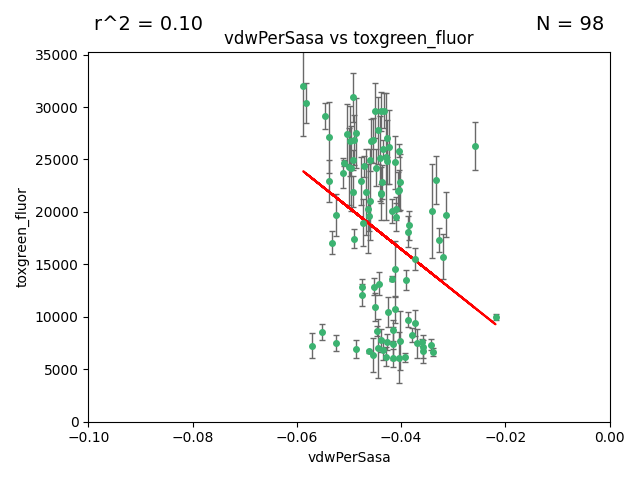 r^2 = 0.10
N = 98
vdwPerSasa vs toxgreen_fluor
35000
30000
25000
20000
15000
10000
5000
0
toxgreen_fluor
−0.10
−0.08
−0.06
−0.04
−0.02
0.00
vdwPerSasa